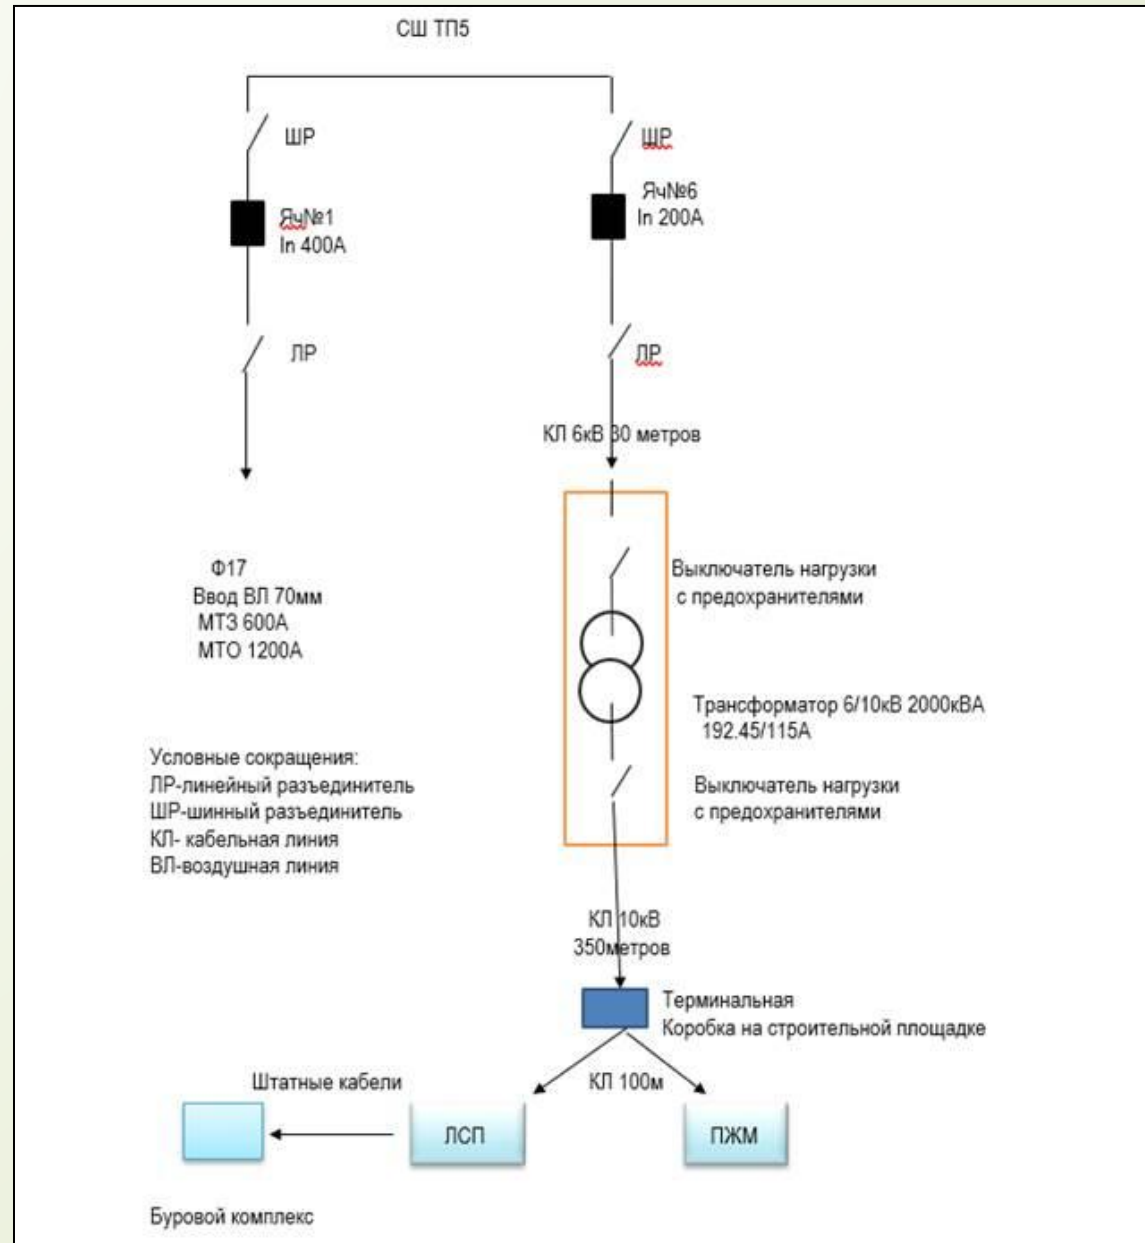 СШ ТП5
ШР
ШР
Яч№1
In 400А
Яч№6
In 200А
ЛР
ЛР
КЛ 6кВ 30 метров
Ф17
Ввод ВЛ 70мм
МТЗ 600А
МТО 1200А
Выключатель нагрузки
с предохранителями
Трансформатор 6/10кВ 2000кВА
192.45/115А
Условные сокращения:
ЛР-линейный разъединитель
ШР-шинный разъединитель
КЛ- кабельная линия
ВЛ-воздушная линия
Выключатель нагрузки
с предохранителями
КЛ 10кВ
350метров
Терминальная
Коробка на строительной площадке
Штатные кабели
КЛ 100м
ЛСП
ПЖМ
Буровой комплекс